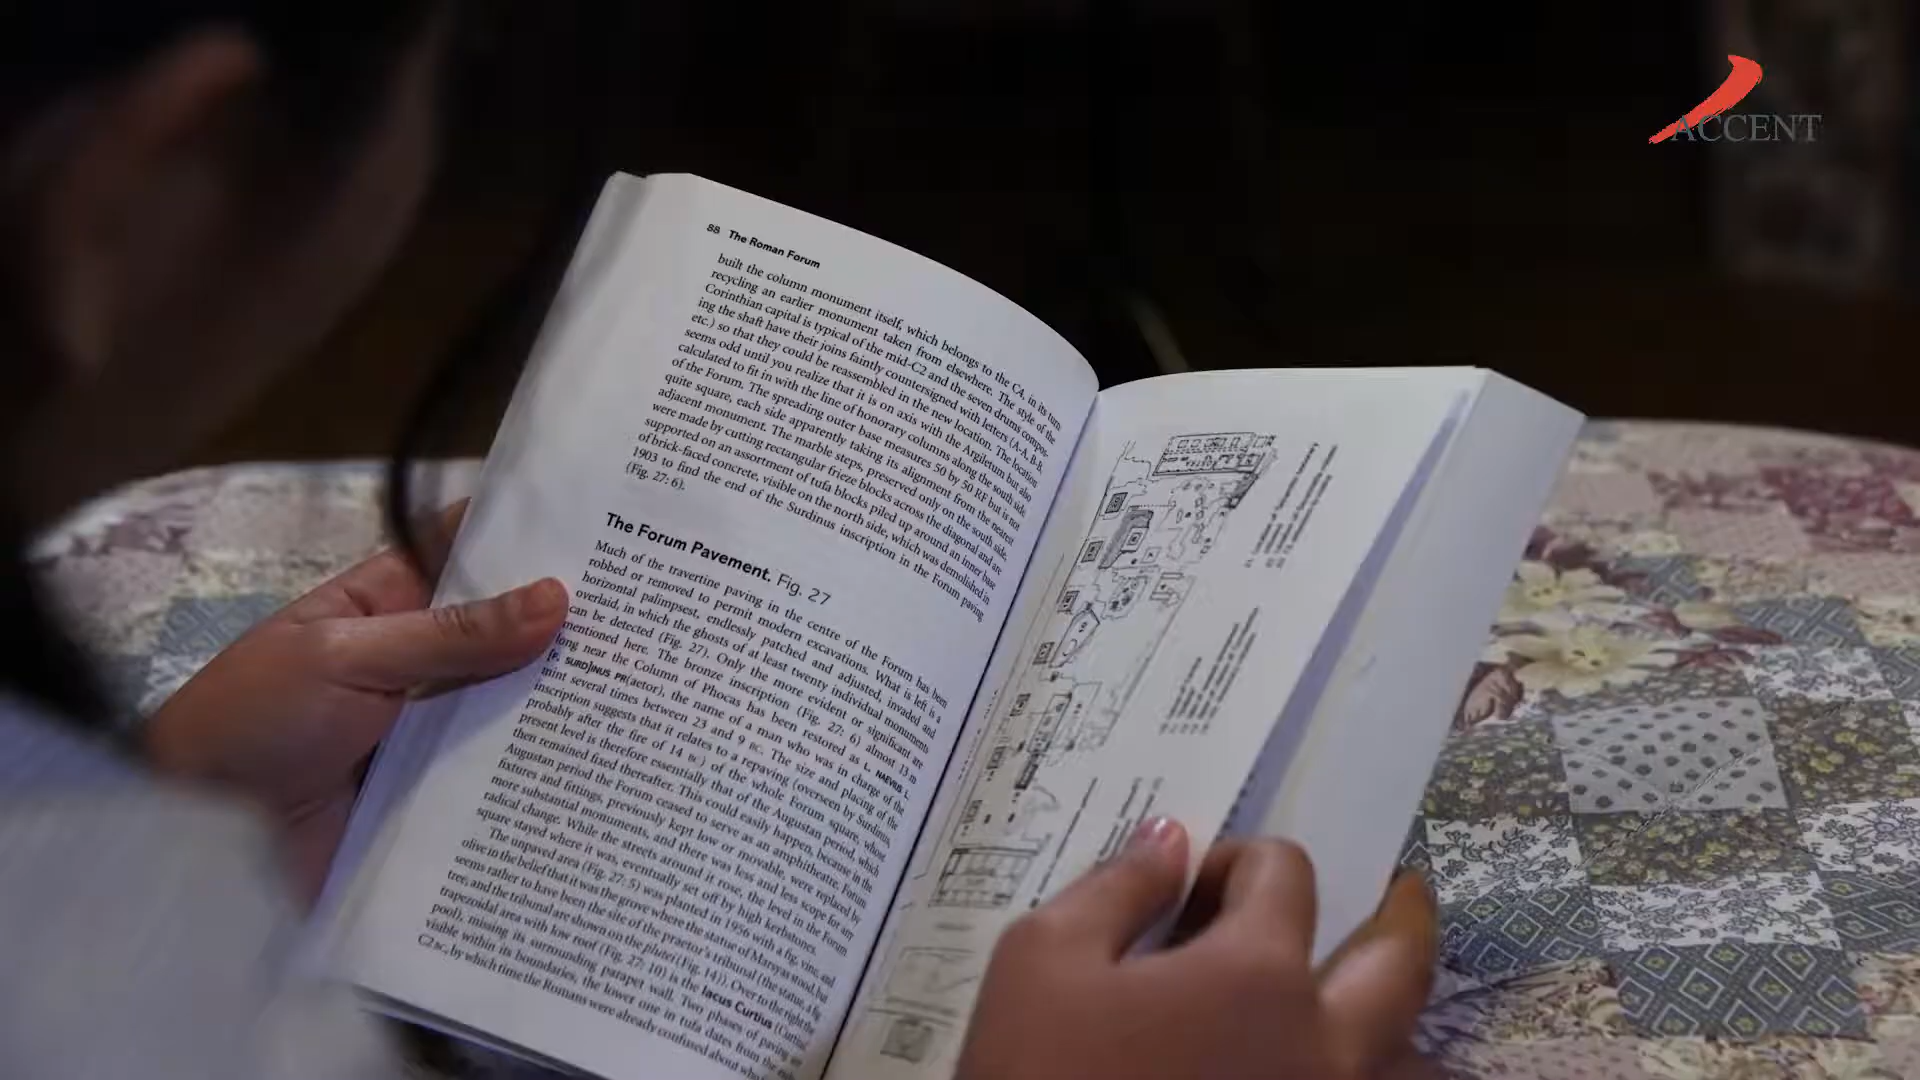 ACCENT
88 The Roman Forum
built the column monument itself, which belongs to the C4, in its turn
recycling an earlier monument taken from elsewhere. The style of the
Corinthian capital is typical of the mid-C2 and the seven drums compos-
ing the shaft have their joins faintly countersigned with letters (A-A, B-B,
etc.) so that they could be reassembled in the new location. The location
seems odd until you realize that it is on axis with the Argiletum but also
calculated to fit in with the line of honorary columns along the south side
of the Forum. The spreading outer base measures 50 by 50 RF but is not
quite square, each side apparently taking its alignment from the nearest
adjacent monument. The marble steps, preserved only on the south side,
were made by cutting rectangular frieze blocks across the diagonal and are
supported on an assortment of tufa blocks piled up around an inner base
of brick-faced concrete, visible on the north side, which was demolished in
1903 to find the end of the Surdinus inscription in the Forum paving
(Fig. 27: 6).
The Forum Pavement. Fig. 27
Much of the travertine paving in the centre of the Forum has been
robbed or removed to permit modern excavations. What is left is a
horizontal palimpsest, endlessly patched and adjusted, invaded and
overlaid, in which the ghosts of at least twenty individual monuments
can be detected (Fig. 27). Only the more evident or significant are
mentioned here. The bronze inscription (Fig. 27: 6) almost 13 m
long near the Column of Phocas has been restored as L. NAEVIUS L.
[F. SURD]INUS PR(aetor), the name of a man who was in charge of the
mint several times between 23 and 9 BC. The size and placing of the
inscription suggests that it relates to a repaving (overseen by Surdinus,
probably after the fire of 14 BC) of the whole Forum square, whose
present level is therefore essentially that of the Augustan period, which
then remained fixed thereafter. This could easily happen, because in the
Augustan period the Forum ceased to serve as an amphitheatre. Forum
fixtures and fittings, previously kept low or movable, were replaced by
more substantial monuments, and there was less and less scope for any
radical change. While the streets around it rose, the level in the Forum
square stayed where it was, eventually set off by high kerbstones.
The unpaved area (Fig. 27: 5) was planted in 1956 with a fig, vine, and
olive in the belief that it was the grove where the statue of Marsyas stood, but
seems rather to have been the site of the praetor's tribunal (the statue, a fig
tree, and the tribunal are shown on the plutei (Fig. 14)). Over to the right the
trapezoidal area with low roof (Fig. 27: 10) is the lacus Curtius (Curtius'
pool), missing its surrounding parapet wall. Two phases of paving are
visible within its boundaries, the lower one in tufa dates from the early
C2 BC, by which time the Romans were already confused about